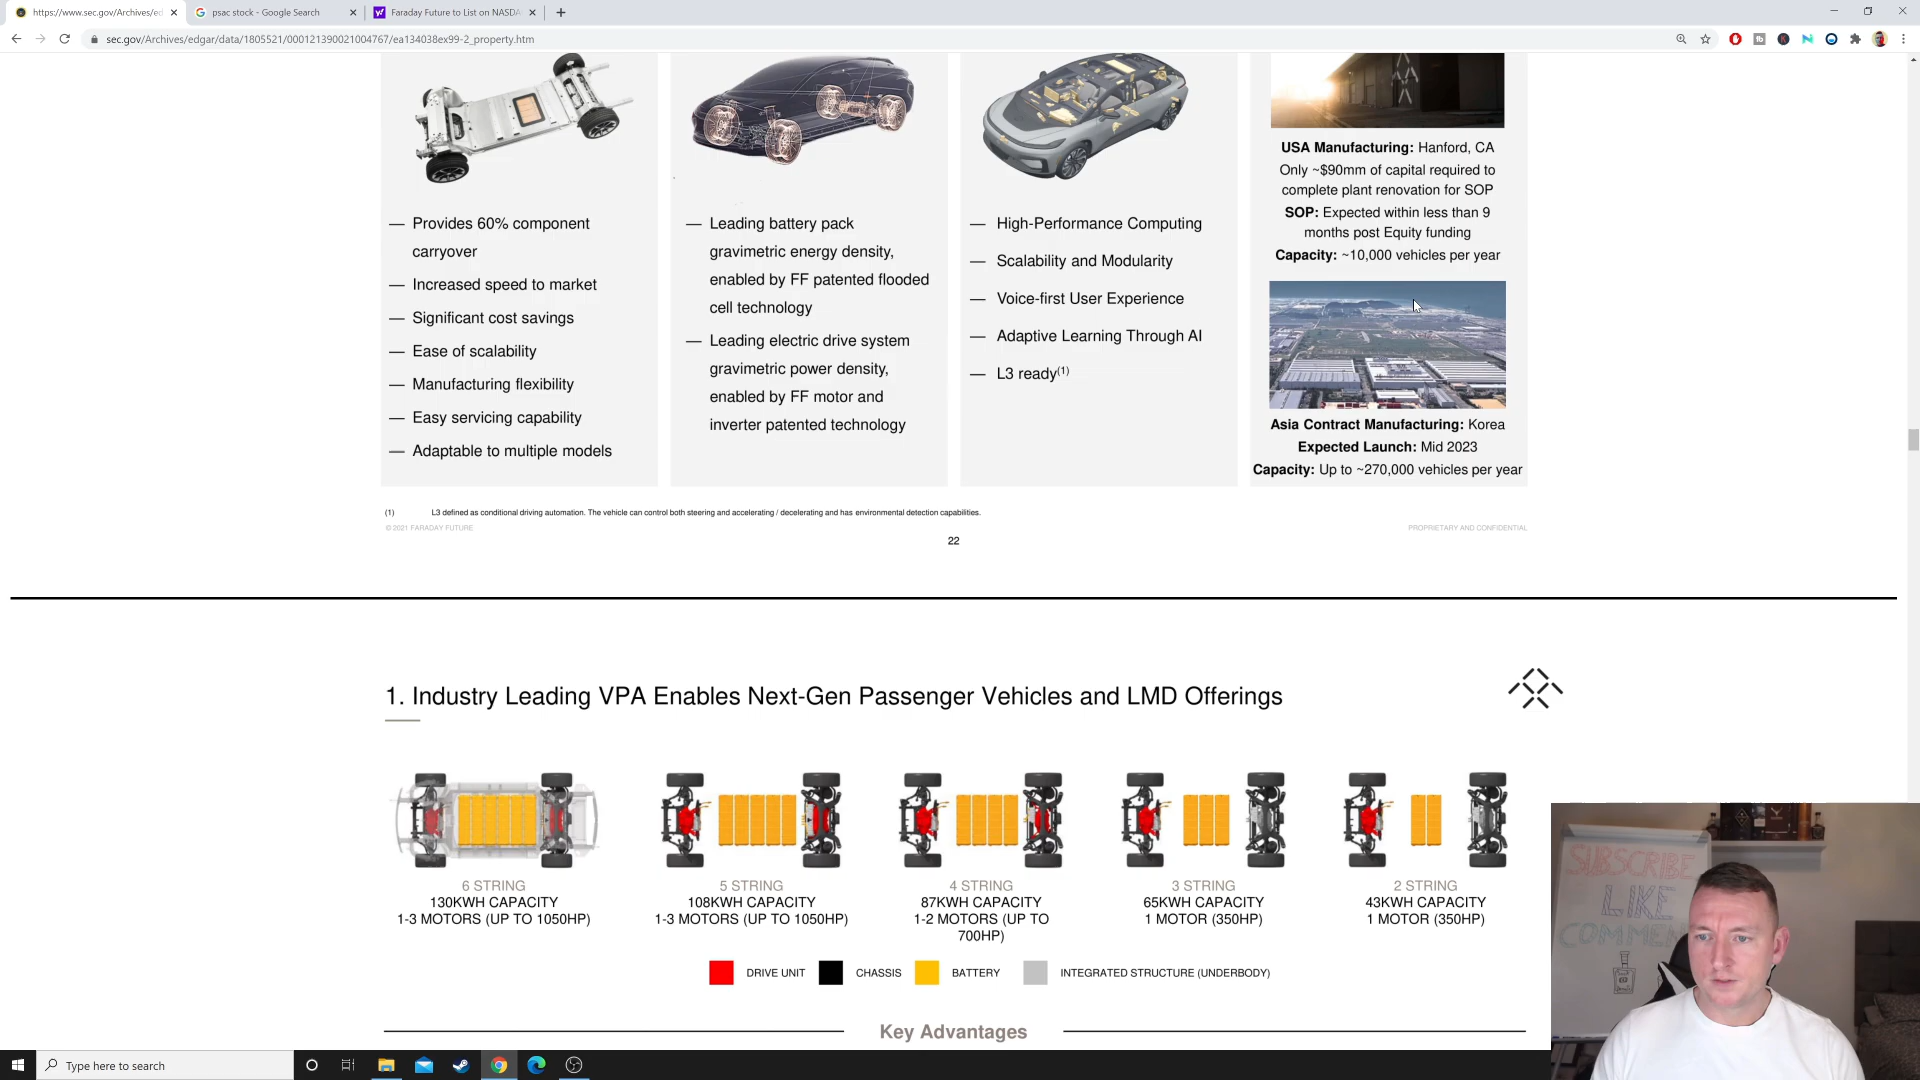 https://www.sec.gov/Archives/ed
psac stock - Google Search
Faraday Future to List on NASDA
sec.gov/Archives/edgar/data/1805521/000121390021004767/ea134038ex99-2_property.htm
— Provides 60% component
carryover
— Increased speed to market
— Significant cost savings
— Ease of scalability
— Manufacturing flexibility
— Easy servicing capability
— Adaptable to multiple models
— Leading battery pack
gravimetric energy density,
enabled by FF patented flooded
cell technology
— Leading electric drive system
gravimetric power density,
enabled by FF motor and
inverter patented technology
— High-Performance Computing
— Scalability and Modularity
— Voice-first User Experience
— Adaptive Learning Through AI
— L3 ready(1)
USA Manufacturing: Hanford, CA
Only ~$90mm of capital required to
complete plant renovation for SOP
SOP: Expected within less than 9
months post Equity funding
Capacity: ~10,000 vehicles per year
Asia Contract Manufacturing: Korea
Expected Launch: Mid 2023
Capacity: Up to ~270,000 vehicles per year
(1) L3 defined as conditional driving automation. The vehicle can control both steering and accelerating / decelerating and has environmental detection capabilities.
© 2021 FARADAY FUTURE
PROPRIETARY AND CONFIDENTIAL
22
1. Industry Leading VPA Enables Next-Gen Passenger Vehicles and LMD Offerings
6 STRING
130KWH CAPACITY
1-3 MOTORS (UP TO 1050HP)
5 STRING
108KWH CAPACITY
1-3 MOTORS (UP TO 1050HP)
4 STRING
87KWH CAPACITY
1-2 MOTORS (UP TO
700HP)
3 STRING
65KWH CAPACITY
1 MOTOR (350HP)
2 STRING
43KWH CAPACITY
1 MOTOR (350HP)
DRIVE UNIT
CHASSIS
BATTERY
INTEGRATED STRUCTURE (UNDERBODY)
Key Advantages
SUBSCRIBE
LIKE
COMMEN
Type here to search